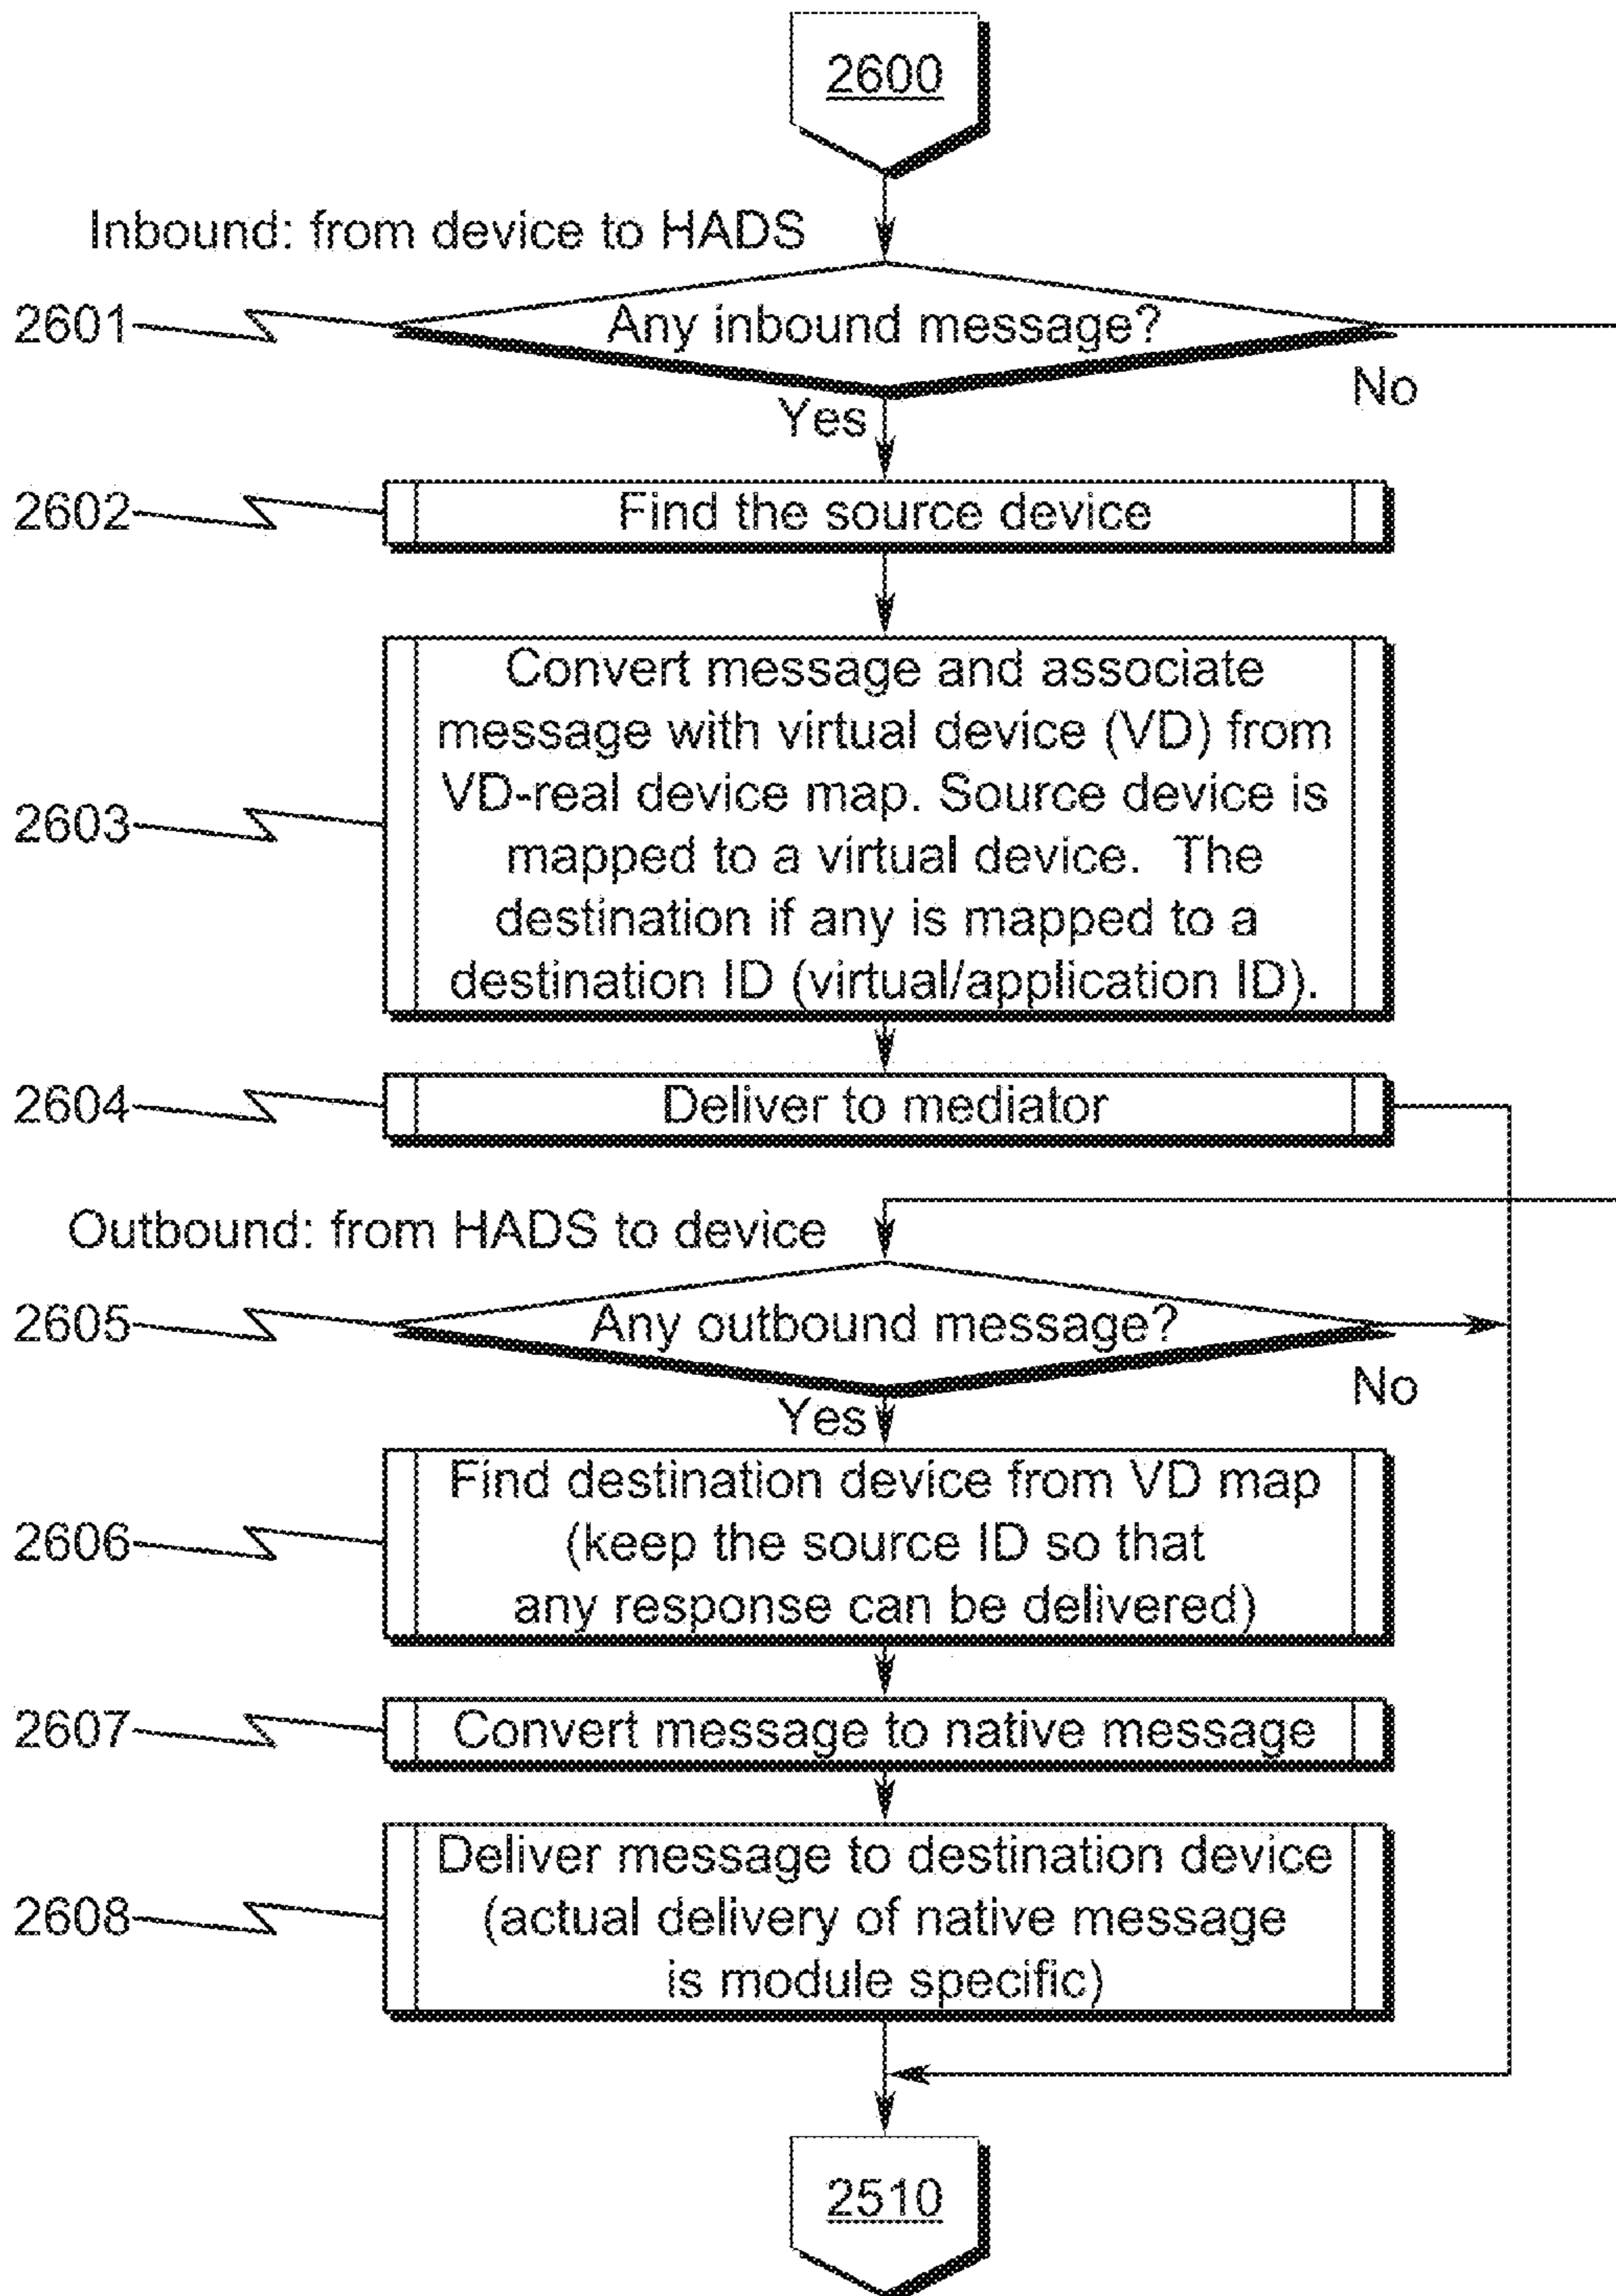 2600
Inbound: from device to HADS
2601
Any inbound message?
No
Yes
2602
Find the source device
2603
Convert message and associate
message with virtual device (VD) from
VD-real device map. Source device is
mapped to a virtual device. The
destination if any is mapped to a
destination ID (virtual/application ID).
2604
Deliver to mediator
Outbound: from HADS to device
2605
Any outbound message?
No
Yes
2606
Find destination device from VD map
(keep the source ID so that
any response can be delivered)
2607
Convert message to native message
2608
Deliver message to destination device
(actual delivery of native message
is module specific)
2510